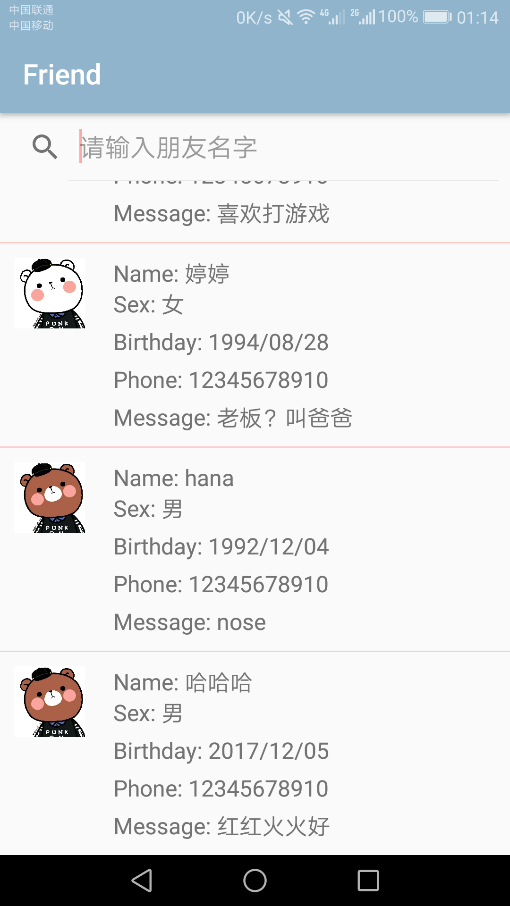 中国联通
中国移动
0K/s 4G 2G 100% 01:14
Friend
请输入朋友名字
Message: 喜欢打游戏
PUNK
Name: 婷婷
Sex: 女
Birthday: 1994/08/28
Phone: 12345678910
Message: 老板？叫爸爸
PUNK
Name: hana
Sex: 男
Birthday: 1992/12/04
Phone: 12345678910
Message: nose
PUNK
Name: 哈哈哈
Sex: 男
Birthday: 2017/12/05
Phone: 12345678910
Message: 红红火火好